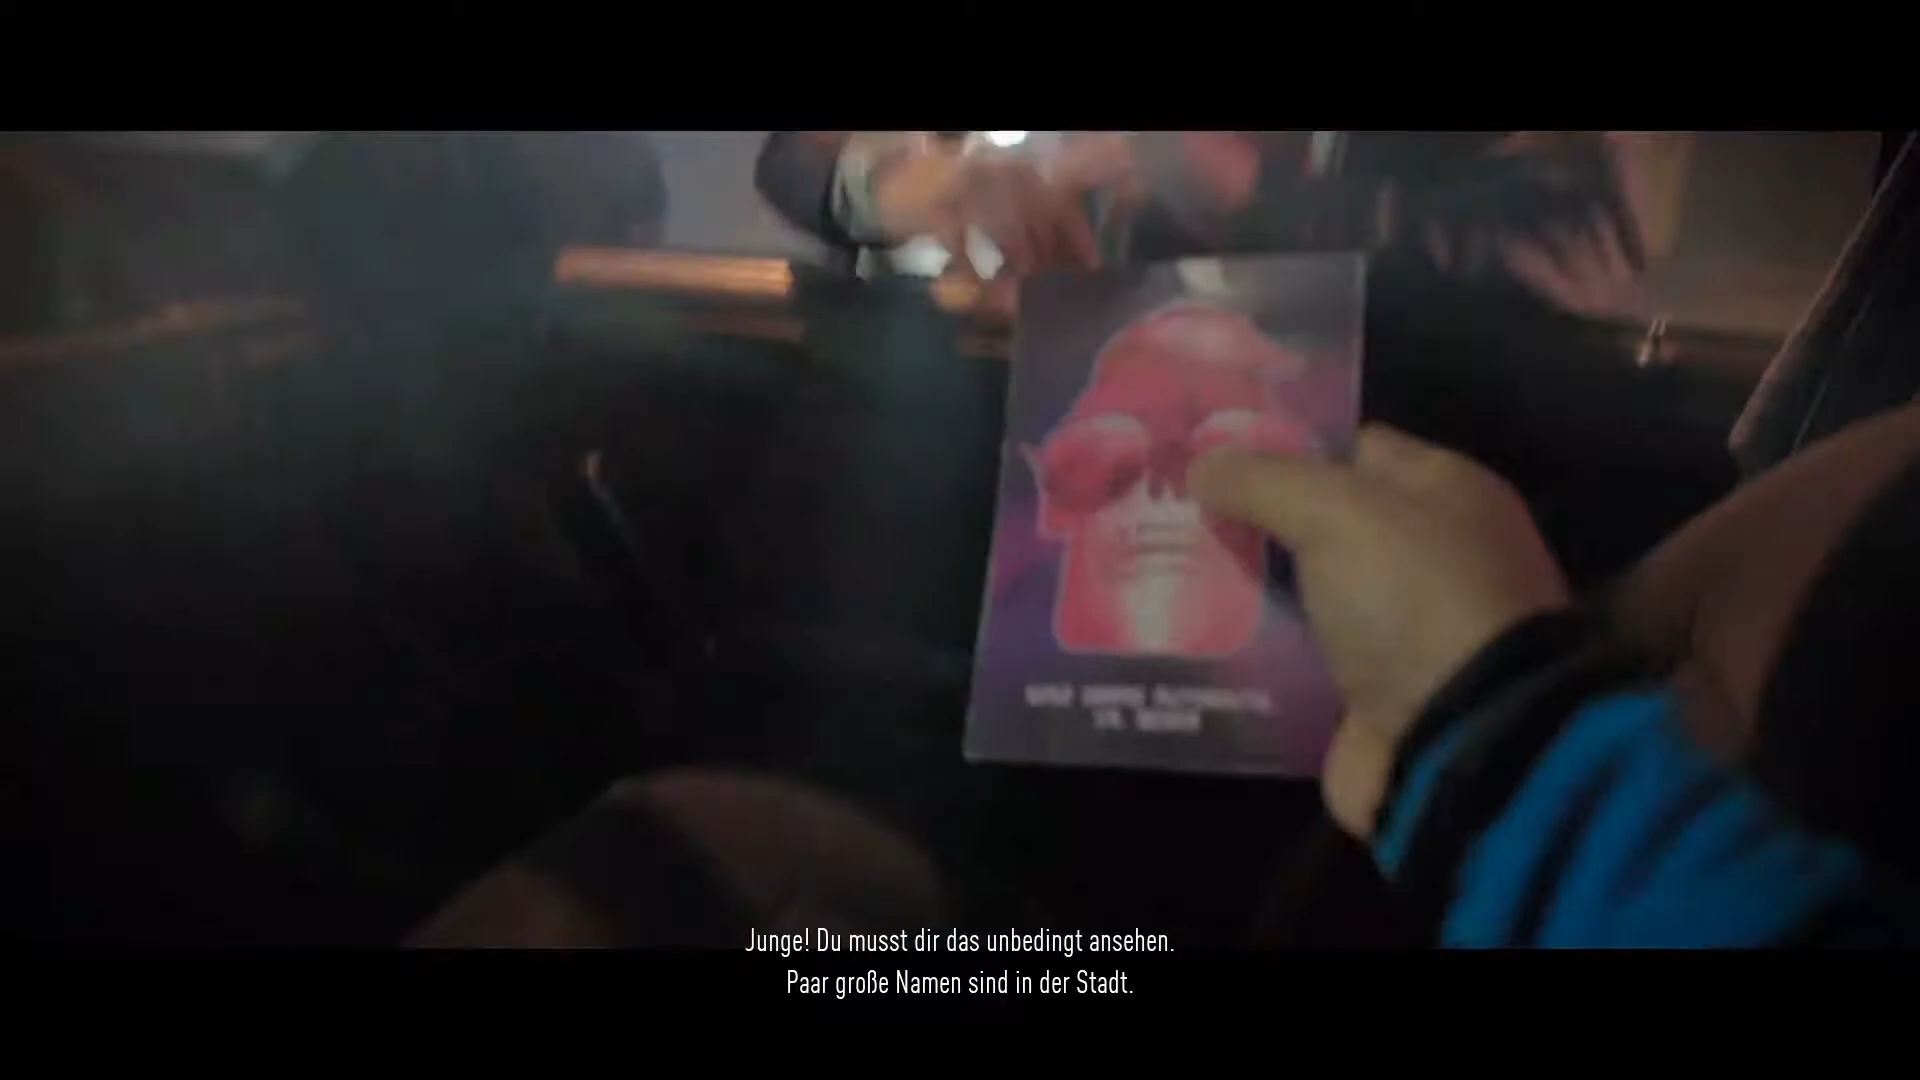 Junge! Du musst dir das unbedingt ansehen.
Paar große Namen sind in der Stadt.